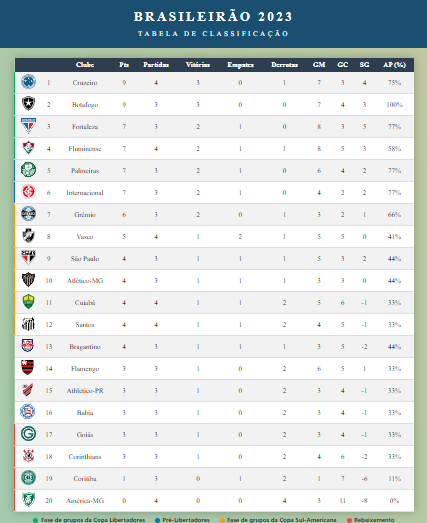 BRASILEIRÃO 2023
TABELA DE CLASSIFICAÇÃO
Clube Pts Partidas Vitórias Empates Derrotas GM GC SG AP (%)
1 Cruzeiro 9 4 3 0 1 7 3 4 75%
2 Botafogo 9 3 3 0 0 7 4 3 100%
3 Fortaleza 7 3 2 1 0 8 3 5 77%
4 Fluminense 7 4 2 1 1 8 5 3 58%
5 Palmeiras 7 3 2 1 0 6 4 2 77%
6 Internacional 7 3 2 1 0 4 2 2 77%
7 Grêmio 6 3 2 0 1 3 2 1 66%
8 Vasco 5 4 1 2 1 5 5 0 41%
9 São Paulo 4 3 1 1 1 5 3 2 44%
10 Atlético-MG 4 3 1 1 1 3 3 0 44%
11 Cuiabá 4 4 1 1 2 5 6 -1 33%
12 Santos 4 4 1 1 2 4 5 -1 33%
13 Bragantino 4 3 1 1 1 3 5 -2 44%
14 Flamengo 3 3 1 0 2 6 5 1 33%
15 Athletico-PR 3 3 1 0 2 3 4 -1 33%
16 Bahia 3 3 1 0 2 3 4 -1 33%
17 Goiás 3 3 1 0 2 3 4 -1 33%
18 Corinthians 3 3 1 0 2 4 6 -2 33%
19 Coritiba 1 3 0 1 2 1 7 -6 11%
20 América-MG 0 4 0 0 4 3 11 -8 0%
Fase de grupos da Copa Libertadores Pré-Libertadores Fase de grupos da Copa Sul-Americana Rebaixamento